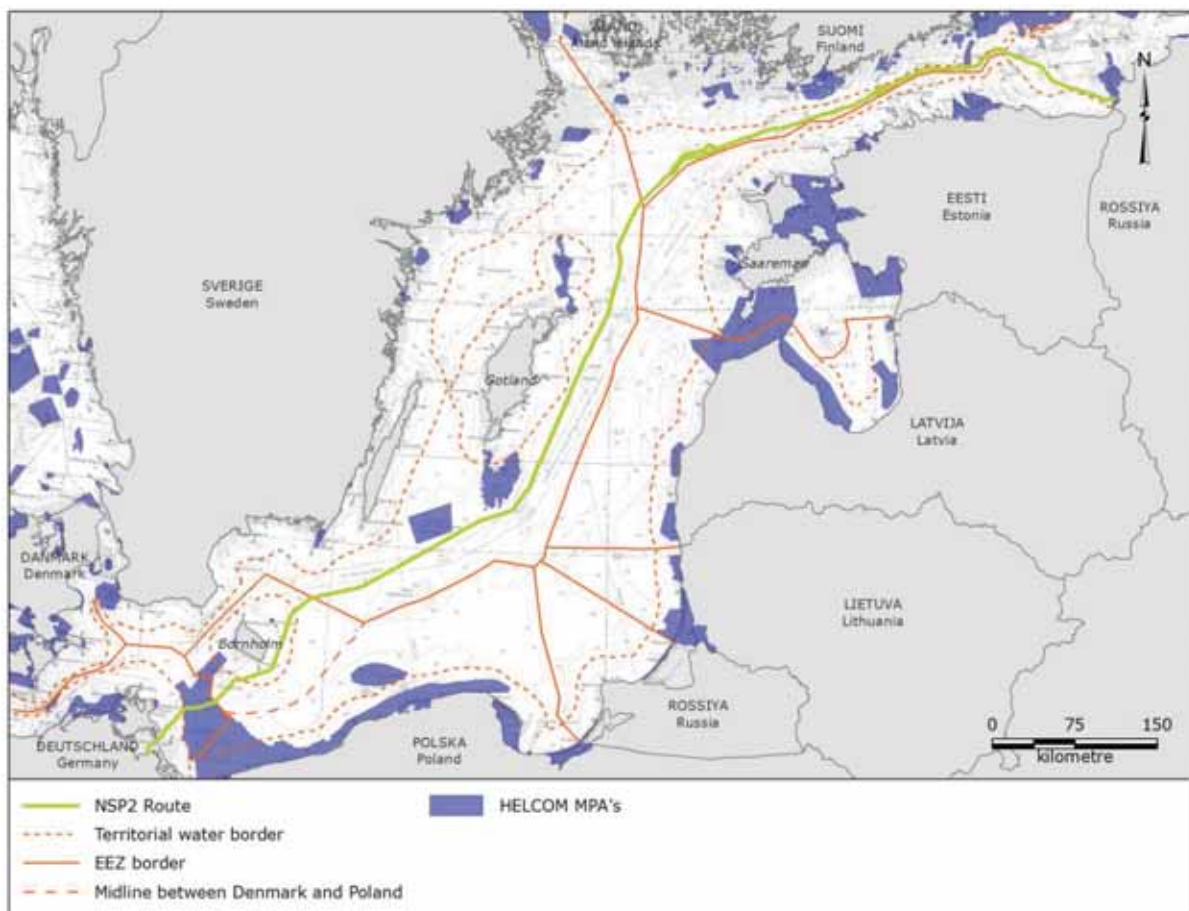 Åland Islands
SUOMI
Finland
N
EESTI
Estonia
ROSSIYA
Russia
Saaremaa
SVERIGE
Sweden
Gotland
LATVIJA
Latvia
DANMARK
Denmark
LIETUVA
Lithuania
Bornholm
ROSSIYA
Russia
DEUTSCHLAND
Germany
POLSKA
Poland
0 75 150
kilometre
NSP2 Route
HELCOM MPA's
Territorial water border
EEZ border
Midline between Denmark and Poland